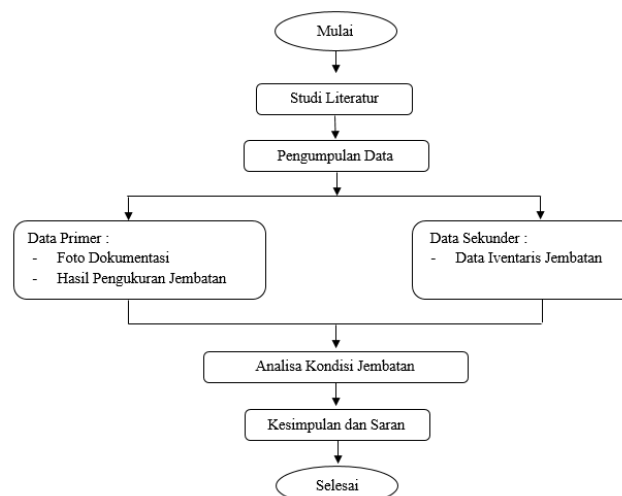 Mulai
Studi Literatur
Pengumpulan Data
Data Primer :
- Foto Dokumentasi
- Hasil Pengukuran Jembatan
Data Sekunder :
- Data Iventaris Jembatan
Analisa Kondisi Jembatan
Kesimpulan dan Saran
Selesai